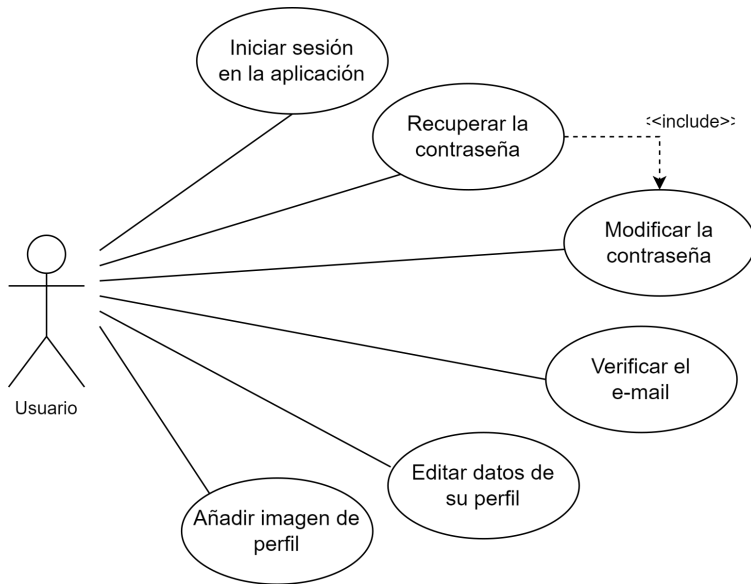 Iniciar sesión
en la aplicación
Recuperar la
contraseña
<<include>>
Modificar la
contraseña
Verificar el
e-mail
Usuario
Editar datos de
su perfil
Añadir imagen de
perfil